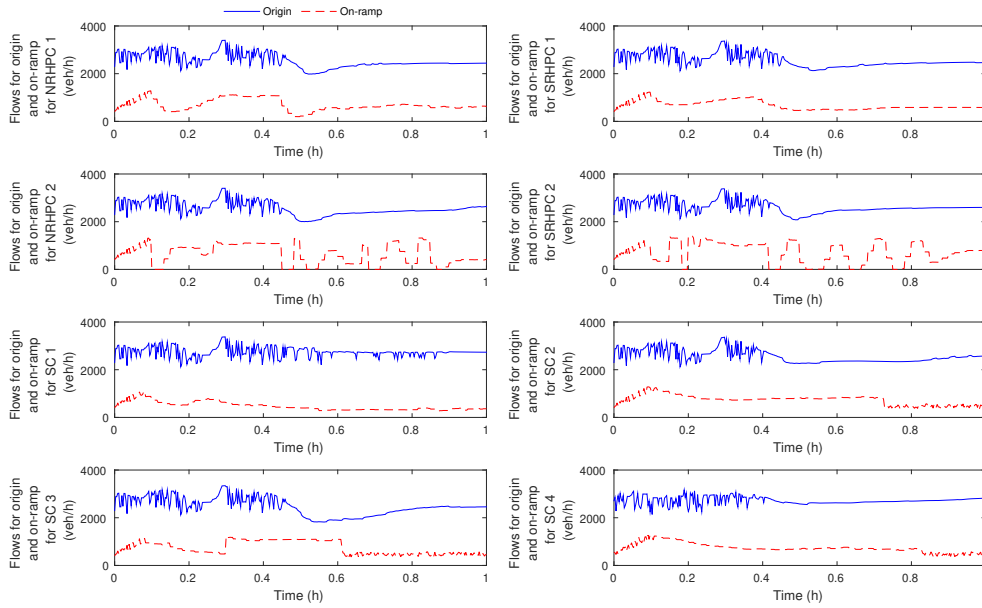 Origin
On-ramp
Flows for origin
and on-ramp
for NRHPC 1
(veh/h)
4000
2000
0
0
0.2
0.4
0.6
0.8
1
Time (h)
Flows for origin
and on-ramp
for SRHPC 1
(veh/h)
4000
2000
0
0
0.2
0.4
0.6
0.8
Time (h)
Flows for origin
and on-ramp
for NRHPC 2
(veh/h)
4000
2000
0
0
0.2
0.4
0.6
0.8
1
Time (h)
Flows for origin
and on-ramp
for SRHPC 2
(veh/h)
4000
2000
0
0
0.2
0.4
0.6
0.8
Time (h)
Flows for origin
and on-ramp
for SC 1
(veh/h)
4000
2000
0
0
0.2
0.4
0.6
0.8
1
Time (h)
Flows for origin
and on-ramp
for SC 2
(veh/h)
4000
2000
0
0
0.2
0.4
0.6
0.8
Time (h)
Flows for origin
and on-ramp
for SC 3
(veh/h)
4000
2000
0
0
0.2
0.4
0.6
0.8
1
Time (h)
Flows for origin
and on-ramp
for SC 4
(veh/h)
4000
2000
0
0
0.2
0.4
0.6
0.8
Time (h)